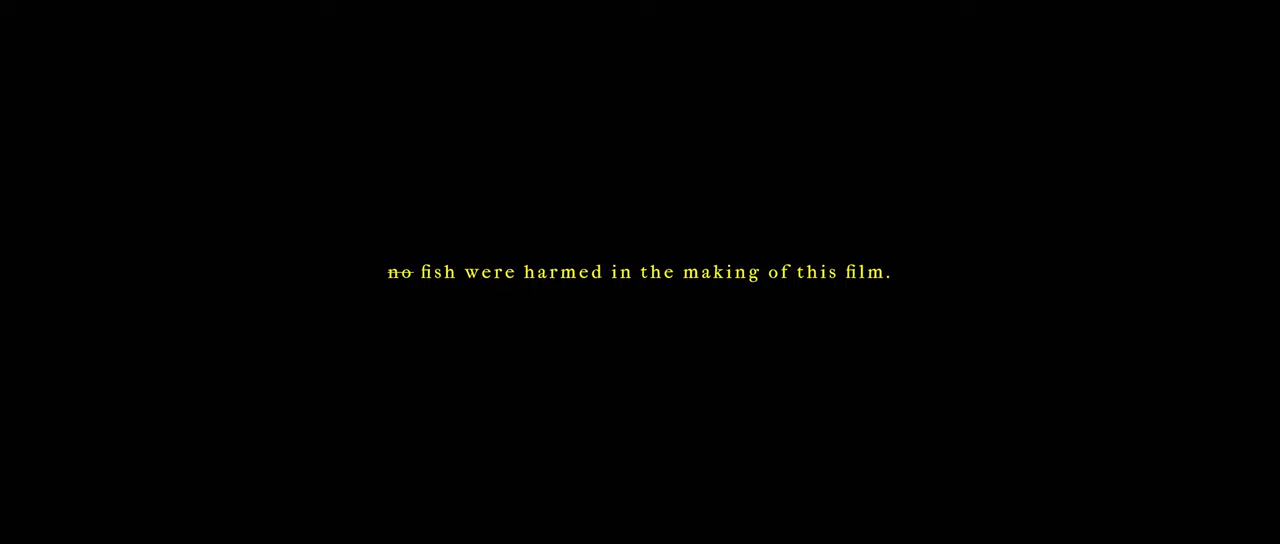 no fish were harmed in the making of this film.